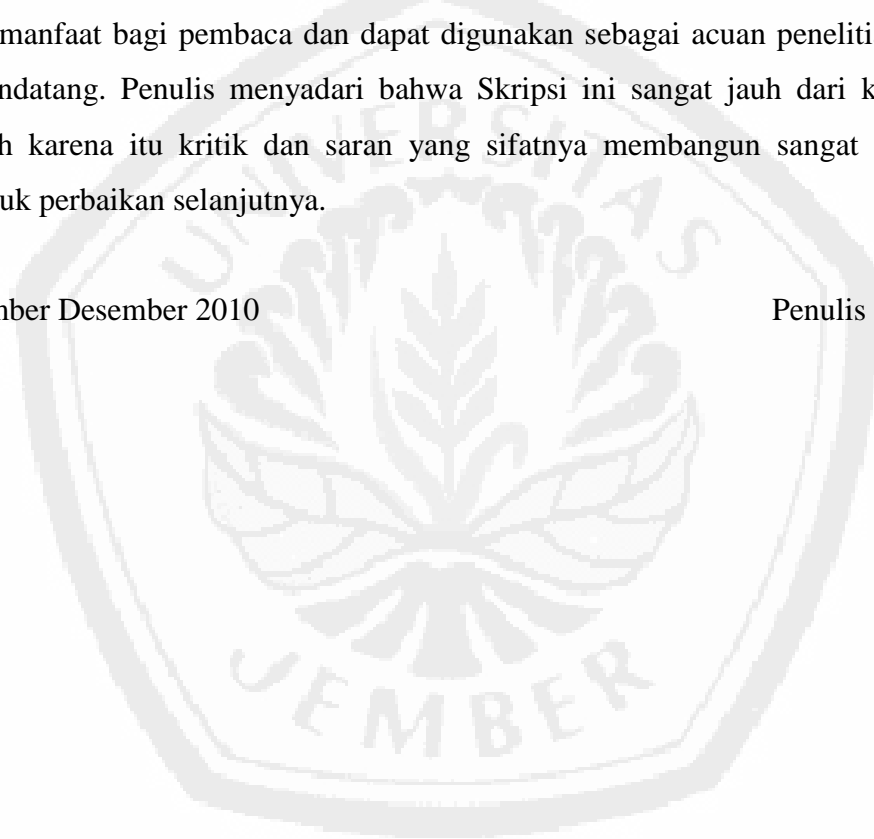 manfaat bagi pembaca dan dapat digunakan sebagai acuan peneliti
ndatang. Penulis menyadari bahwa Skripsi ini sangat jauh dari k
h karena itu kritik dan saran yang sifatnya membangun sangat
uk perbaikan selanjutnya.
mber Desember 2010 Penulis
UNIVERSITAS
JEMBER